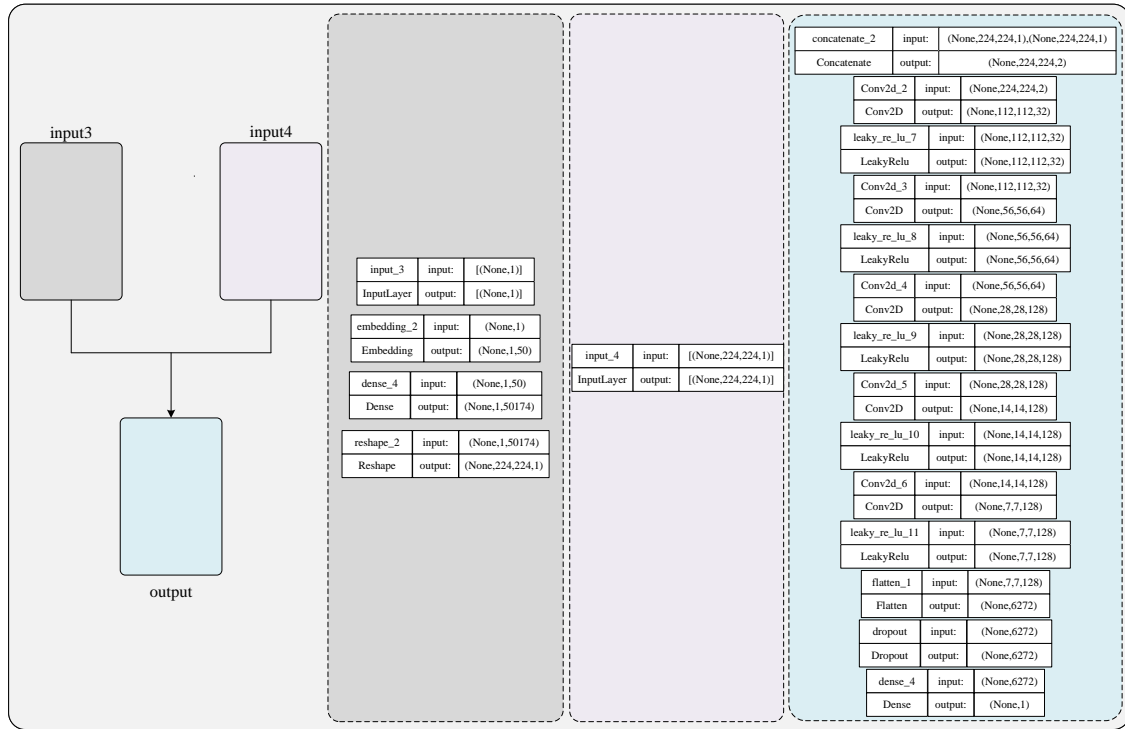 input3
input4
output
input_3 input: [(None,1)]
InputLayer output: [(None,1)]
embedding_2 input: (None,1)
Embedding output: (None,1,50)
dense_4 input: (None,1,50)
Dense output: (None,1,50174)
reshape_2 input: (None,1,50174)
Reshape output: (None,224,224,1)
input_4 input: [(None,224,224,1)]
InputLayer output: [(None,224,224,1)]
concatenate_2 input: (None,224,224,1),(None,224,224,1)
Concatenate output: (None,224,224,2)
Conv2d_2 input: (None,224,224,2)
Conv2D output: (None,112,112,32)
leaky_re_lu_7 input: (None,112,112,32)
LeakyRelu output: (None,112,112,32)
Conv2d_3 input: (None,112,112,32)
Conv2D output: (None,56,56,64)
leaky_re_lu_8 input: (None,56,56,64)
LeakyRelu output: (None,56,56,64)
Conv2d_4 input: (None,56,56,64)
Conv2D output: (None,28,28,128)
leaky_re_lu_9 input: (None,28,28,128)
LeakyRelu output: (None,28,28,128)
Conv2d_5 input: (None,28,28,128)
Conv2D output: (None,14,14,128)
leaky_re_lu_10 input: (None,14,14,128)
LeakyRelu output: (None,14,14,128)
Conv2d_6 input: (None,14,14,128)
Conv2D output: (None,7,7,128)
leaky_re_lu_11 input: (None,7,7,128)
LeakyRelu output: (None,7,7,128)
flatten_1 input: (None,7,7,128)
Flatten output: (None,6272)
dropout input: (None,6272)
Dropout output: (None,6272)
dense_4 input: (None,6272)
Dense output: (None,1)